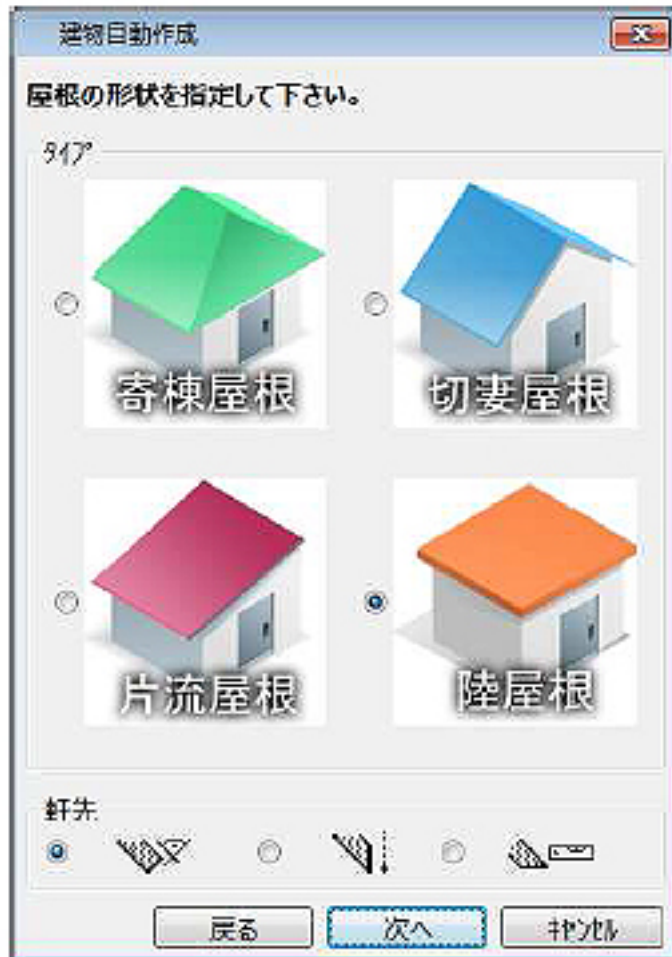 建物自動作成
屋根の形状を指定して下さい。
ﾀｲﾌﾟ
寄棟屋根
切妻屋根
片流屋根
陸屋根
軒先
戻る
次へ
ｷｬﾝｾﾙ